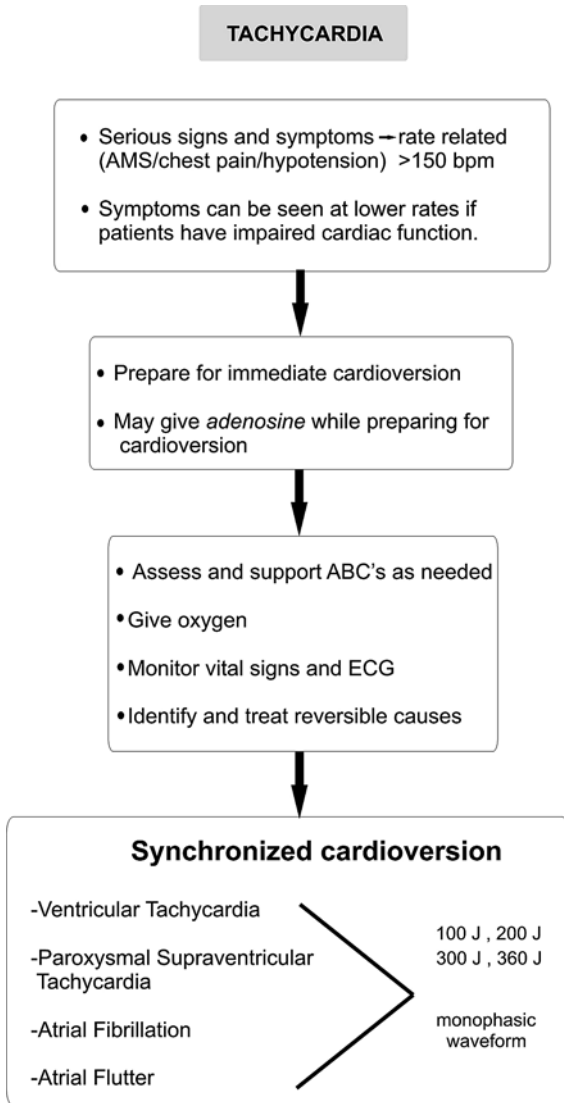 TACHYCARDIA
• Serious signs and symptoms → rate related
(AMS/chest pain/hypotension) >150 bpm
• Symptoms can be seen at lower rates if
patients have impaired cardiac function.
• Prepare for immediate cardioversion
• May give adenosine while preparing for
cardioversion
• Assess and support ABC's as needed
• Give oxygen
• Monitor vital signs and ECG
• Identify and treat reversible causes
Synchronized cardioversion
-Ventricular Tachycardia
-Paroxysmal Supraventricular
Tachycardia
-Atrial Fibrillation
-Atrial Flutter
100 J , 200 J
300 J , 360 J
monophasic
waveform